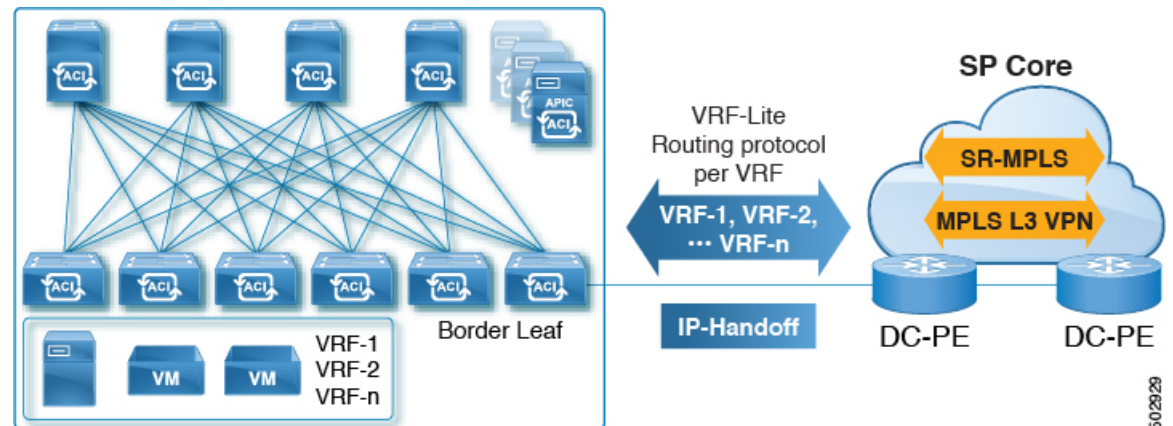 ACI
ACI
ACI
ACI
ACI
ACI
APIC
ACI
ACI
ACI
ACI
ACI
ACI
ACI
Border Leaf
VM
VM
VRF-1
VRF-2
VRF-n
VRF-Lite
Routing protocol
per VRF
VRF-1, VRF-2,
··· VRF-n
IP-Handoff
SP Core
SR-MPLS
MPLS L3 VPN
DC-PE
DC-PE
502929